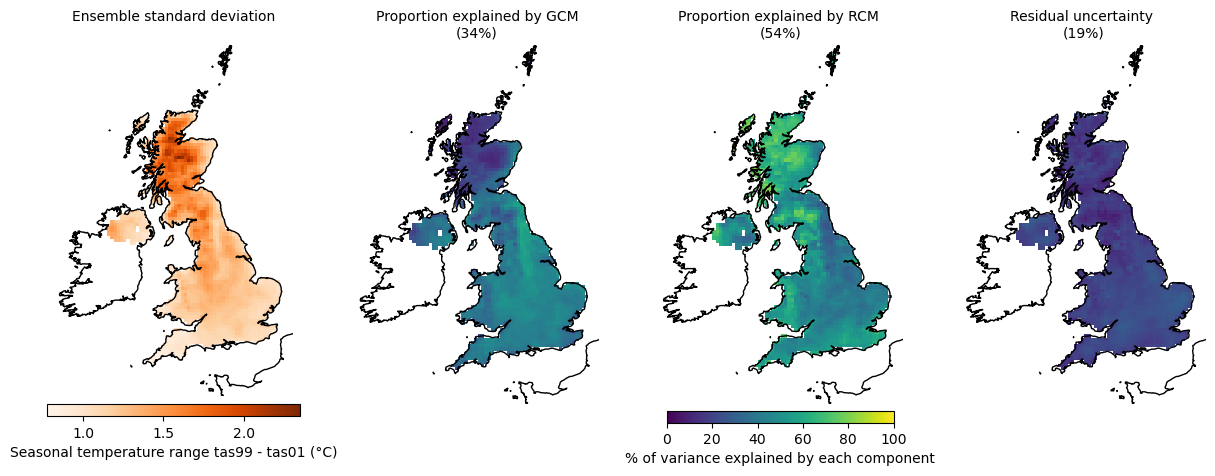 Ensemble standard deviation
Proportion explained by GCM
(34%)
Proportion explained by RCM
(54%)
Residual uncertainty
(19%)
1.0 1.5 2.0
Seasonal temperature range tas99 - tas01 (°C)
0 20 40 60 80 100
% of variance explained by each component